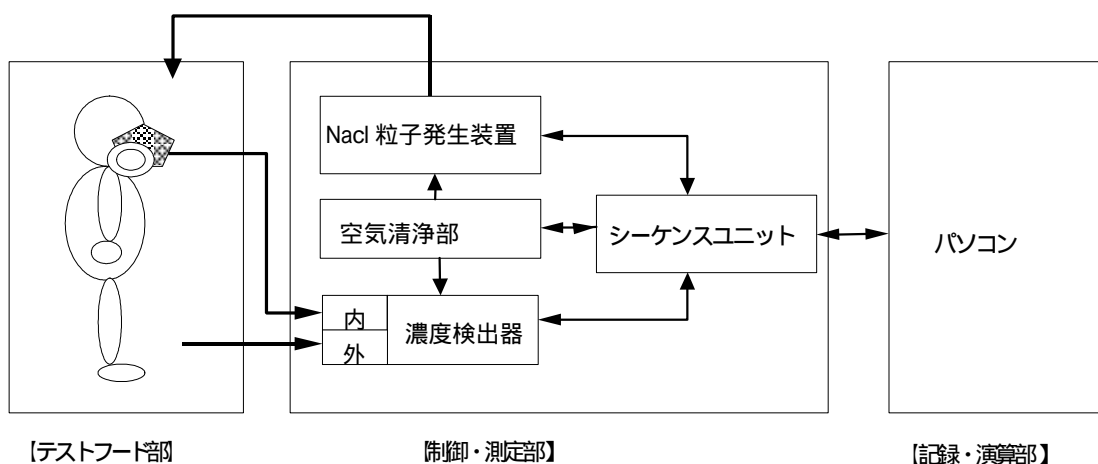 Nacl 粒子発生装置
空気清浄部
シーケンスユニット
パソコン
内
濃度検出器
外
【テストフード部】
【制御・測定部】
【記録・演算部】